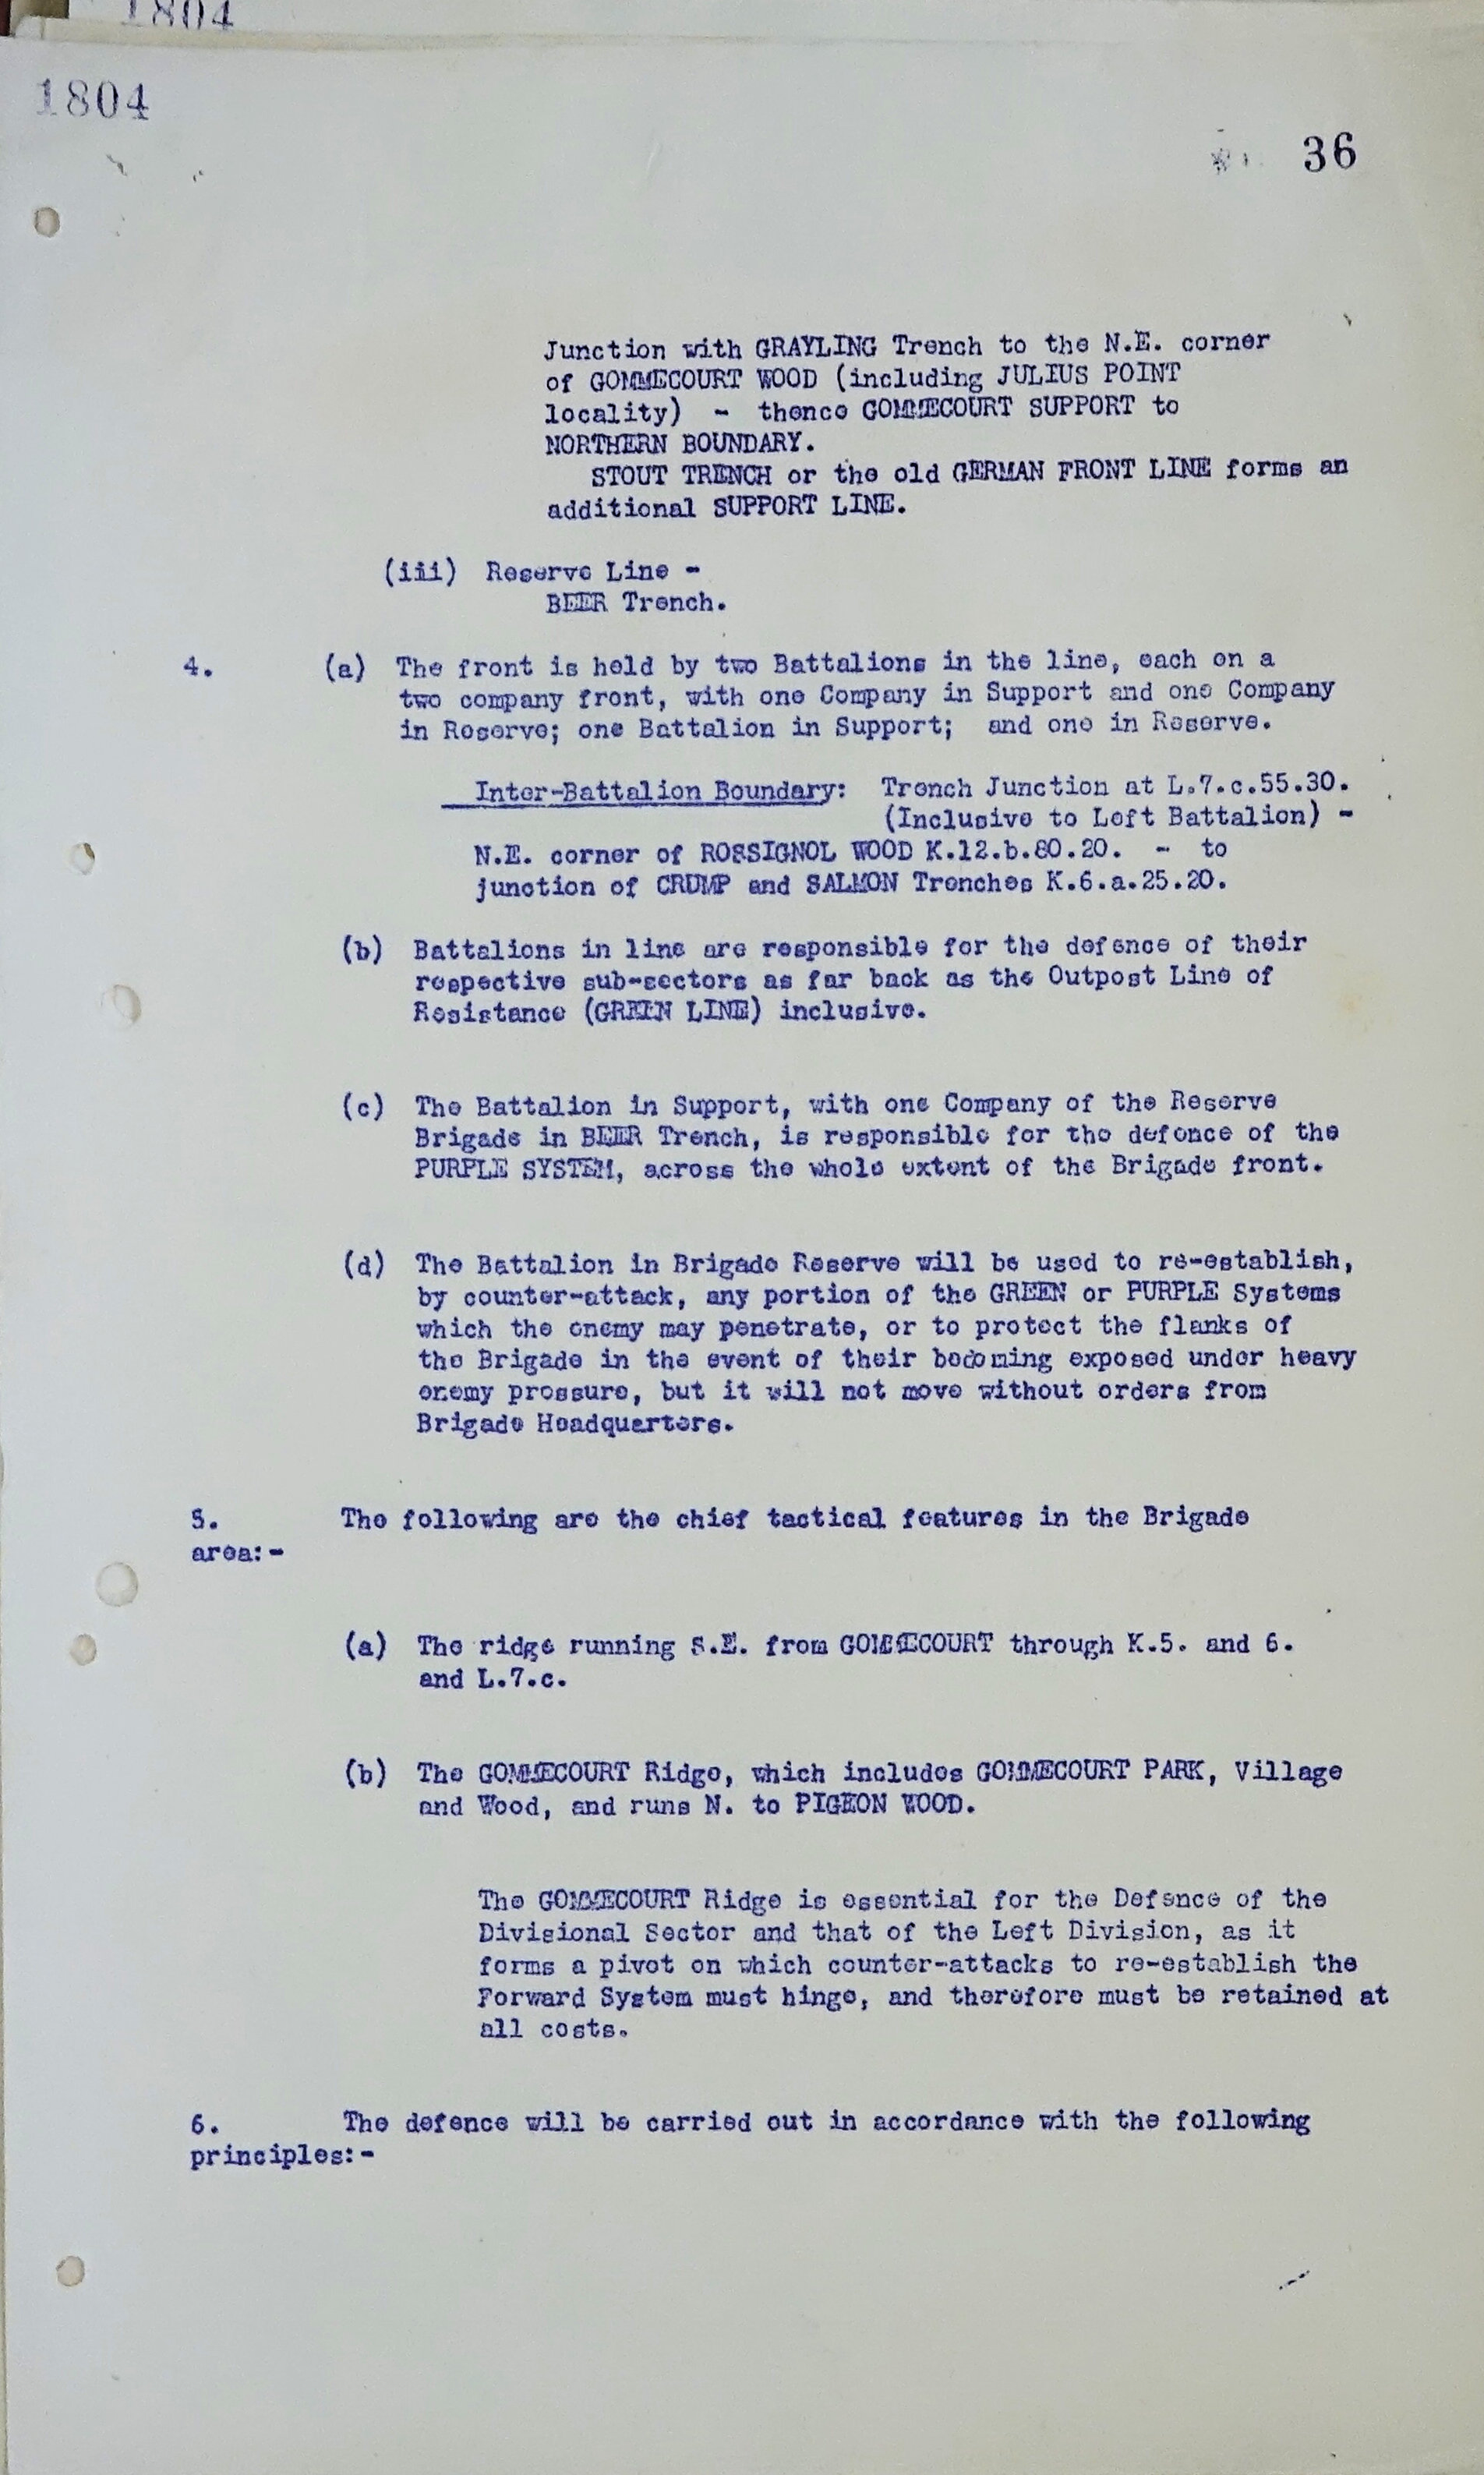 1804
1804
36
Junction with GRAYLING Trench to the N.E. corner
of GOMMECOURT WOOD (including JULIUS POINT
locality) - thence GOMMECOURT SUPPORT to
NORTHERN BOUNDARY.
STOUT TRENCH or the old GERMAN FRONT LINE forms an
additional SUPPORT LINE.
(iii) Reserve Line -
BEER Trench.
4. (a) The front is held by two Battalions in the line, each on a
two company front, with one Company in Support and one Company
in Reserve; one Battalion in Support; and one in Reserve.
Inter-Battalion Boundary: Trench Junction at L.7.c.55.30.
(Inclusive to Left Battalion) -
N.E. corner of ROSSIGNOL WOOD K.12.b.80.20. - to
junction of CRUMP and SALMON Trenches K.6.a.25.20.
(b) Battalions in line are responsible for the defence of their
respective sub-sectors as far back as the Outpost Line of
Resistance (GREEN LINE) inclusive.
(c) The Battalion in Support, with one Company of the Reserve
Brigade in BEER Trench, is responsible for the defence of the
PURPLE SYSTEM, across the whole extent of the Brigade front.
(d) The Battalion in Brigade Reserve will be used to re-establish,
by counter-attack, any portion of the GREEN or PURPLE Systems
which the enemy may penetrate, or to protect the flanks of
the Brigade in the event of their becoming exposed under heavy
enemy pressure, but it will not move without orders from
Brigade Headquarters.
5. The following are the chief tactical features in the Brigade
area:-
(a) The ridge running S.E. from GOMMECOURT through K.5. and 6.
and L.7.c.
(b) The GOMMECOURT Ridge, which includes GOMMECOURT PARK, Village
and Wood, and runs N. to PIGEON WOOD.
The GOMMECOURT Ridge is essential for the Defence of the
Divisional Sector and that of the Left Division, as it
forms a pivot on which counter-attacks to re-establish the
Forward System must hinge, and therefore must be retained at
all costs.
6. The defence will be carried out in accordance with the following
principles:-